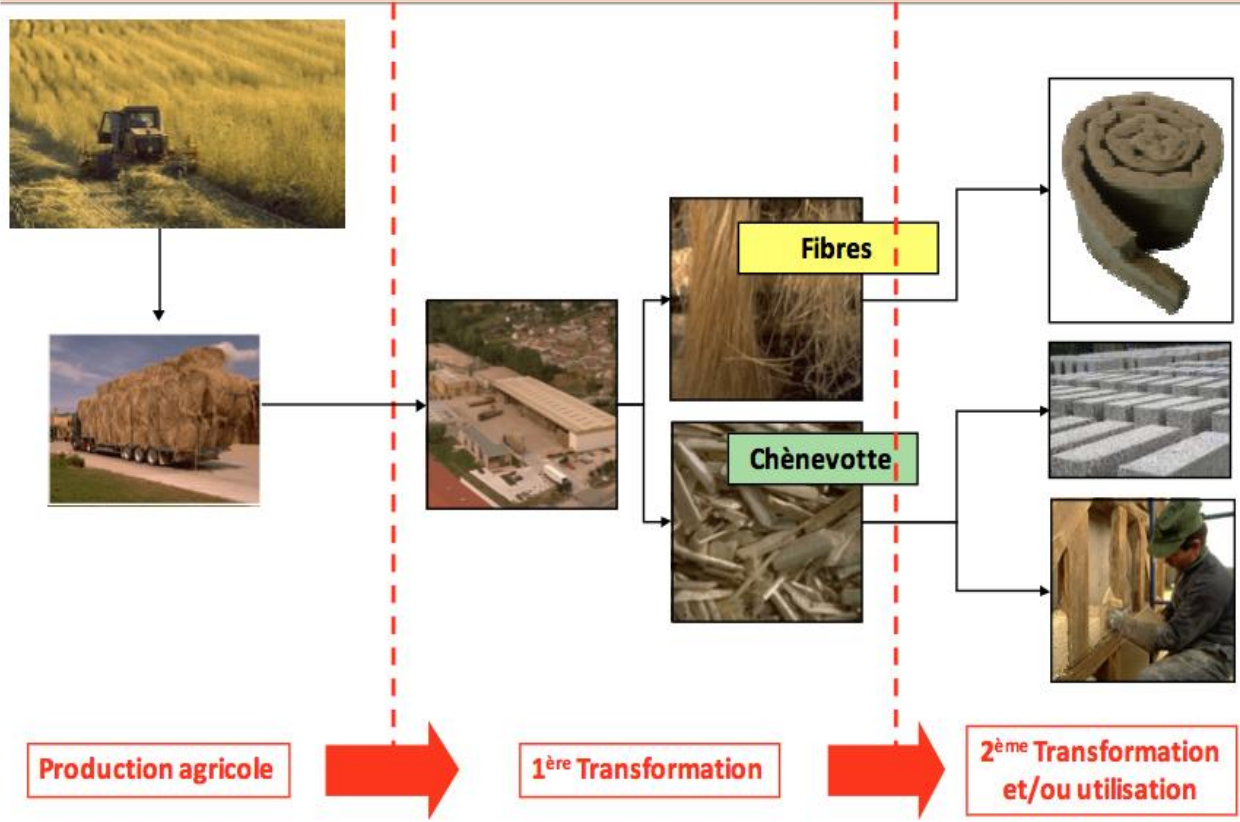 Fibres
Chènevotte
Production agricole
1ère Transformation
2ème Transformation
et/ou utilisation